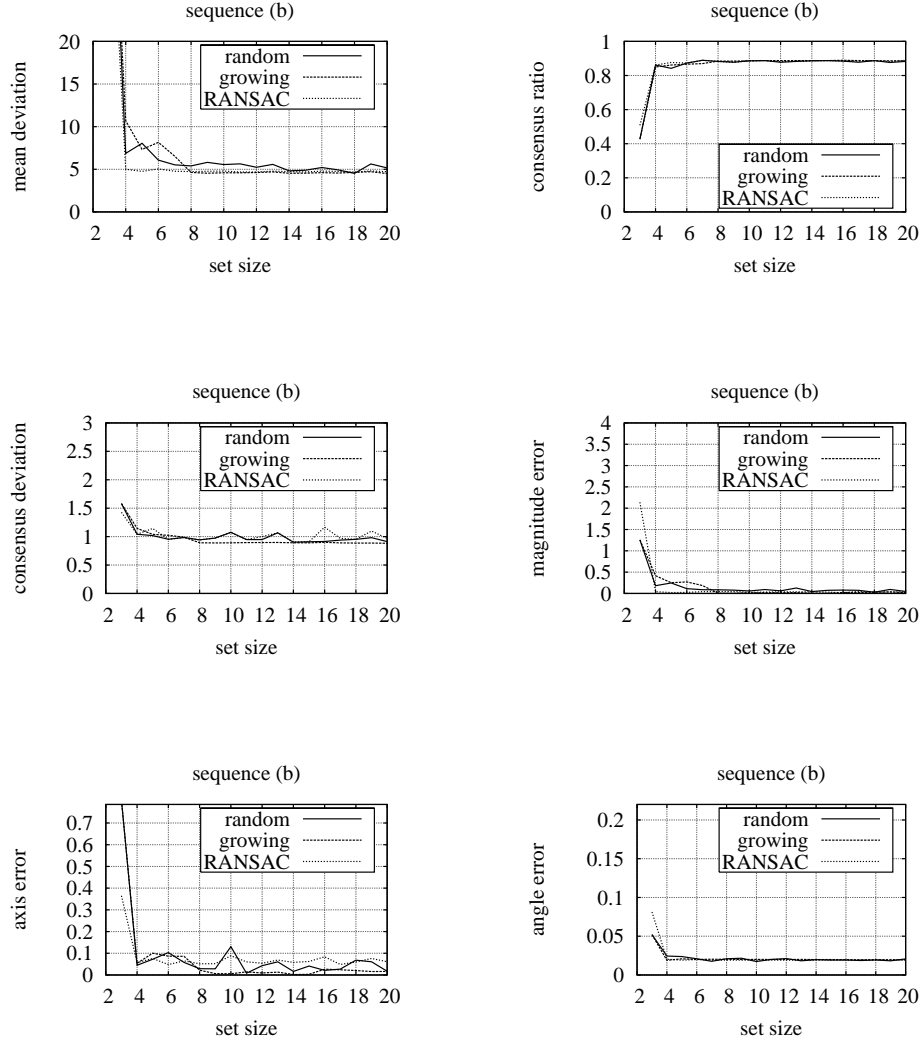 sequence (b)
mean deviation
20
15
10
5
0
random
growing
RANSAC
2 4 6 8 10 12 14 16 18 20
set size
sequence (b)
consensus ratio
1
0.8
0.6
0.4
0.2
0
random
growing
RANSAC
2 4 6 8 10 12 14 16 18 20
set size
sequence (b)
consensus deviation
3
2.5
2
1.5
1
0.5
0
random
growing
RANSAC
2 4 6 8 10 12 14 16 18 20
set size
sequence (b)
magnitude error
4
3.5
3
2.5
2
1.5
1
0.5
0
random
growing
RANSAC
2 4 6 8 10 12 14 16 18 20
set size
sequence (b)
axis error
0.7
0.6
0.5
0.4
0.3
0.2
0.1
0
random
growing
RANSAC
2 4 6 8 10 12 14 16 18 20
set size
sequence (b)
angle error
0.2
0.15
0.1
0.05
0
random
growing
RANSAC
2 4 6 8 10 12 14 16 18 20
set size